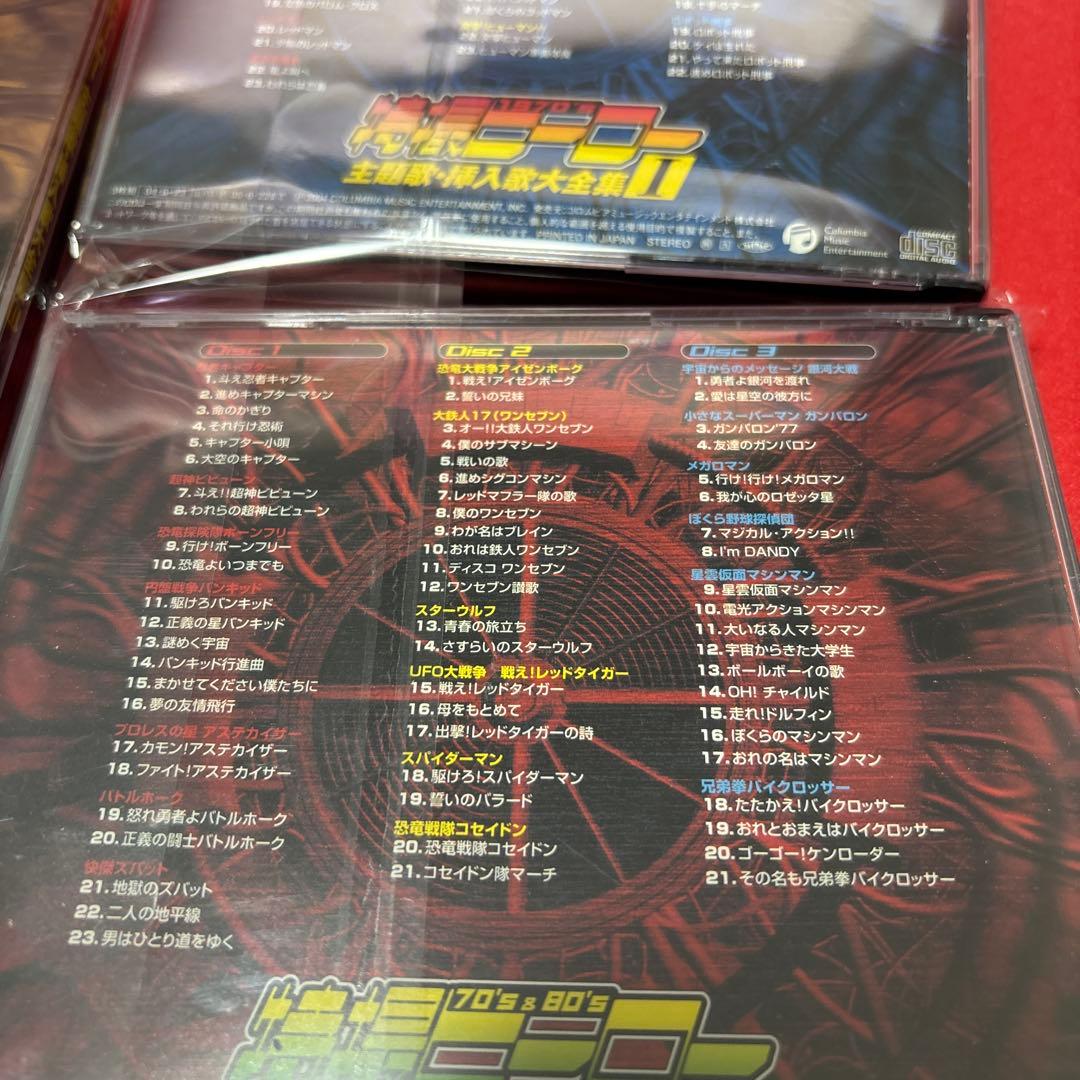 20.レッドマン
ロボット刑事
19.ロボット刑事
21.やって来たロボット刑事
22.進めロボット刑事
1970's
特撮ヒーロー
主題歌・挿入歌大全集II
COLUMBIA MUSIC ENTERTAINMENT, INC.
PRINTED IN JAPAN STEREO
Columbia
Music
Entertainment
COMPACT
disc
DIGITAL AUDIO
Disc 1
1.斗え忍者キャプター
2.進めキャプターマシン
3.命のかぎり
4.それ行け忍術
5.キャプター小唄
6.大空のキャプター
超神ビビューン
7.斗え!!超神ビビューン
8.われらの超神ビビューン
恐竜探険隊ボーンフリー
9.行け!ボーンフリー
10.恐竜よいつまでも
円盤戦争バンキッド
11.駆けろバンキッド
12.正義の星バンキッド
13.謎めく宇宙
14.バンキッド行進曲
15.まかせてください僕たちに
16.夢の友情飛行
プロレスの星 アステカイザー
17.カモン!アステカイザー
18.ファイト!アステカイザー
バトルホーク
19.怒れ勇者よバトルホーク
20.正義の闘士バトルホーク
快傑ズバット
21.地獄のズバット
22.二人の地平線
23.男はひとり道をゆく
Disc 2
恐竜大戦争アイゼンボーグ
1.戦え!アイゼンボーグ
2.誓いの兄妹
大鉄人17(ワンセブン)
3.オー!!大鉄人ワンセブン
4.僕のサブマシーン
5.戦いの歌
6.進めシグコンマシン
7.レッドマフラー隊の歌
8.僕のワンセブン
9.わが名はブレイン
10.おれは鉄人ワンセブン
11.ディスコ ワンセブン
12.ワンセブン讃歌
スターウルフ
13.青春の旅立ち
14.さすらいのスターウルフ
UFO大戦争 戦え!レッドタイガー
15.戦え!レッドタイガー
16.母をもとめて
17.出撃!レッドタイガーの詩
スパイダーマン
18.駆けろ!スパイダーマン
19.誓いのバラード
恐竜戦隊コセイドン
20.恐竜戦隊コセイドン
21.コセイドン隊マーチ
Disc 3
宇宙からのメッセージ 銀河大戦
1.勇者よ銀河を渡れ
2.愛は星空の彼方に
小さなスーパーマン ガンバロン
3.ガンバロン'77
4.友達のガンバロン
メガロマン
5.行け!行け!メガロマン
6.我が心のロゼッタ星
ぼくら野球探偵団
7.マジカル・アクション!!
8.I'm DANDY
星雲仮面マシンマン
9.星雲仮面マシンマン
10.電光アクションマシンマン
11.大いなる人マシンマン
12.宇宙からきた大学生
13.ボールボーイの歌
14.OH! チャイルド
15.走れ!ドルフィン
16.ぼくらのマシンマン
17.おれの名はマシンマン
兄弟拳バイクロッサー
18.たたかえ!バイクロッサー
19.おれとおまえはバイクロッサー
20.ゴーゴー!ケンローダー
21.その名も兄弟拳バイクロッサー
'70's & 80's
特撮ヒーロー